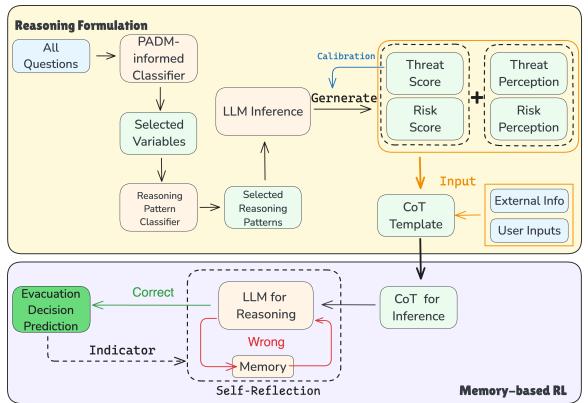 Reasoning Formulation
All
Questions
PADM-
informed
Classifier
Selected
Variables
Reasoning
Pattern
Classifier
Selected
Reasoning
Patterns
LLM Inference
Calibration
Gernerate
Threat
Score
Risk
Score
+
Threat
Perception
Risk
Perception
Input
CoT
Template
External Info
User Inputs
Evacuation
Decision
Prediction
Correct
Indicator
LLM for
Reasoning
Wrong
Memory
Self-Reflection
CoT for
Inference
Memory-based RL